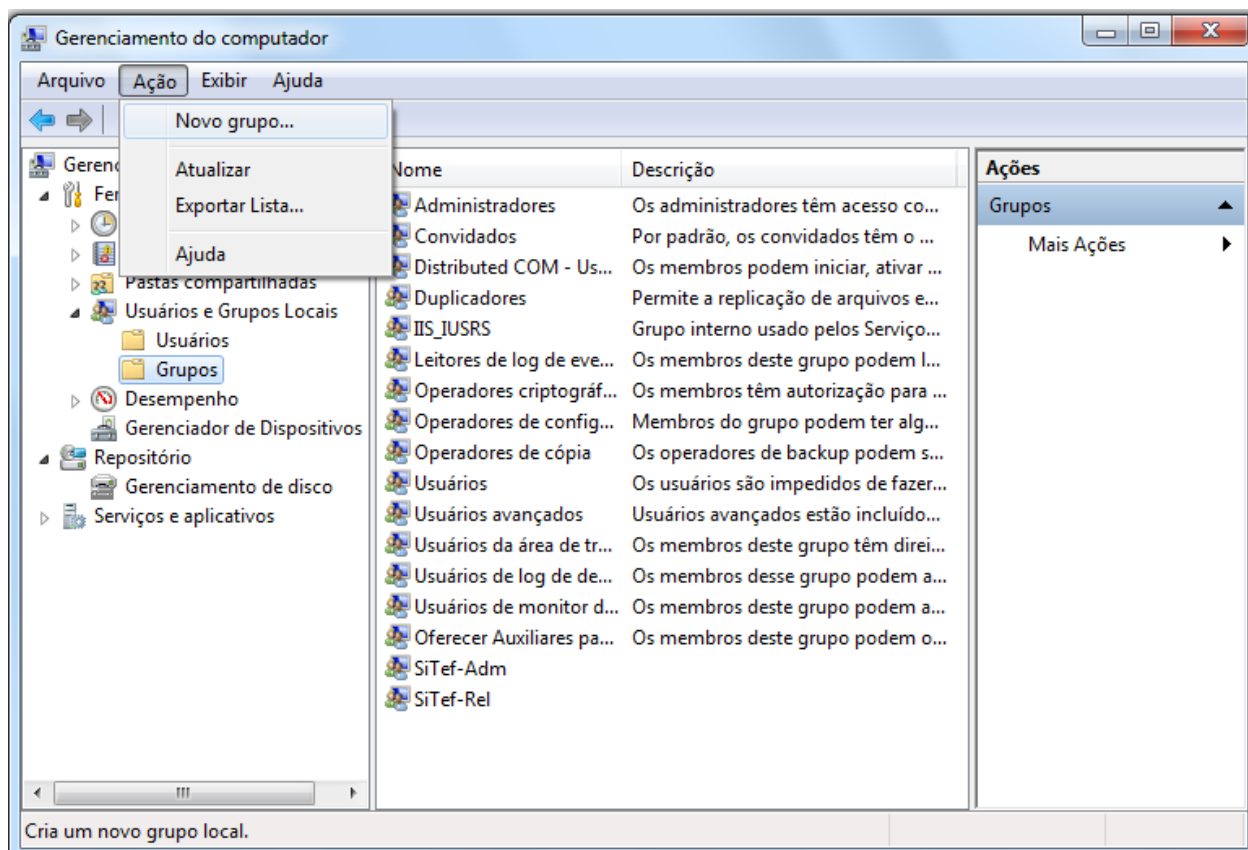 Gerenciamento do computador
Arquivo Ação Exibir Ajuda
Novo grupo...
Atualizar
Exportar Lista...
Ajuda
Gerenc
Fer
Pastas compartilhadas
Usuários e Grupos Locais
Usuários
Grupos
Desempenho
Gerenciador de Dispositivos
Repositório
Gerenciamento de disco
Serviços e aplicativos
Nome Descrição
Administradores Os administradores têm acesso co...
Convidados Por padrão, os convidados têm o ...
Distributed COM - Us... Os membros podem iniciar, ativar ...
Duplicadores Permite a replicação de arquivos e...
IIS_IUSRS Grupo interno usado pelos Serviço...
Leitores de log de eve... Os membros deste grupo podem l...
Operadores criptográf... Os membros têm autorização para ...
Operadores de config... Membros do grupo podem ter alg...
Operadores de cópia Os operadores de backup podem s...
Usuários Os usuários são impedidos de fazer...
Usuários avançados Usuários avançados estão incluído...
Usuários da área de tr... Os membros deste grupo têm direi...
Usuários de log de de... Os membros desse grupo podem a...
Usuários de monitor d... Os membros deste grupo podem a...
Oferecer Auxiliares pa... Os membros deste grupo podem o...
SiTef-Adm
SiTef-Rel
Ações
Grupos
Mais Ações
Cria um novo grupo local.